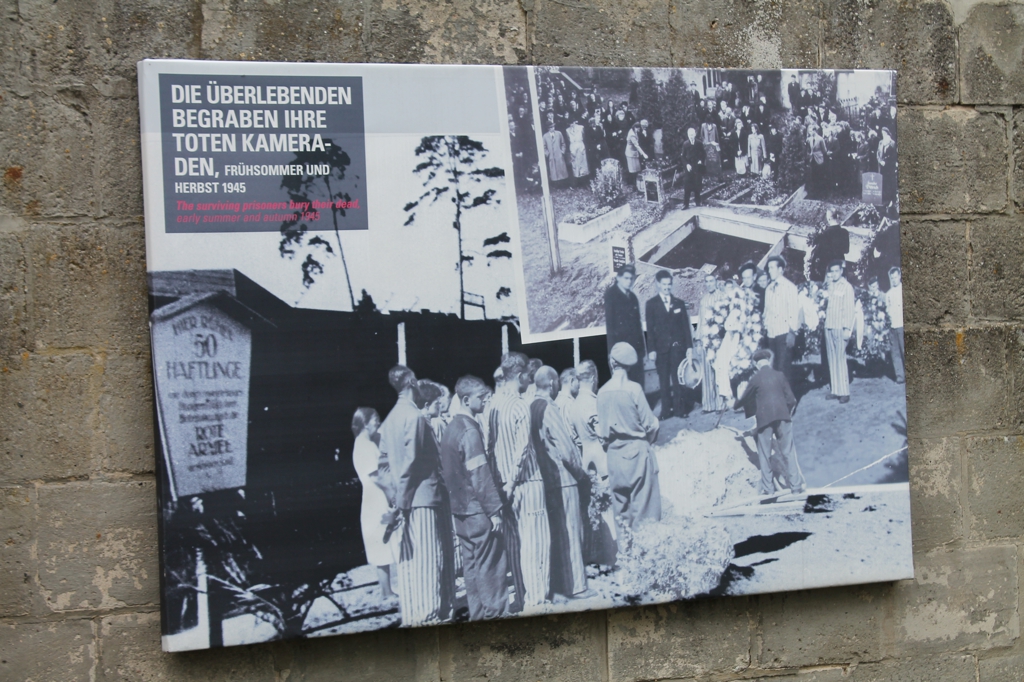 DIE ÜBERLEBENDEN
BEGRABEN IHRE
TOTEN KAMERA-
DEN, FRÜHSOMMER UND
HERBST 1945
The surviving prisoners bury their dead,
early summer and autumn 1945
HIER RUHEN
50
HÄFTLINGE
ROTE
ARMEE